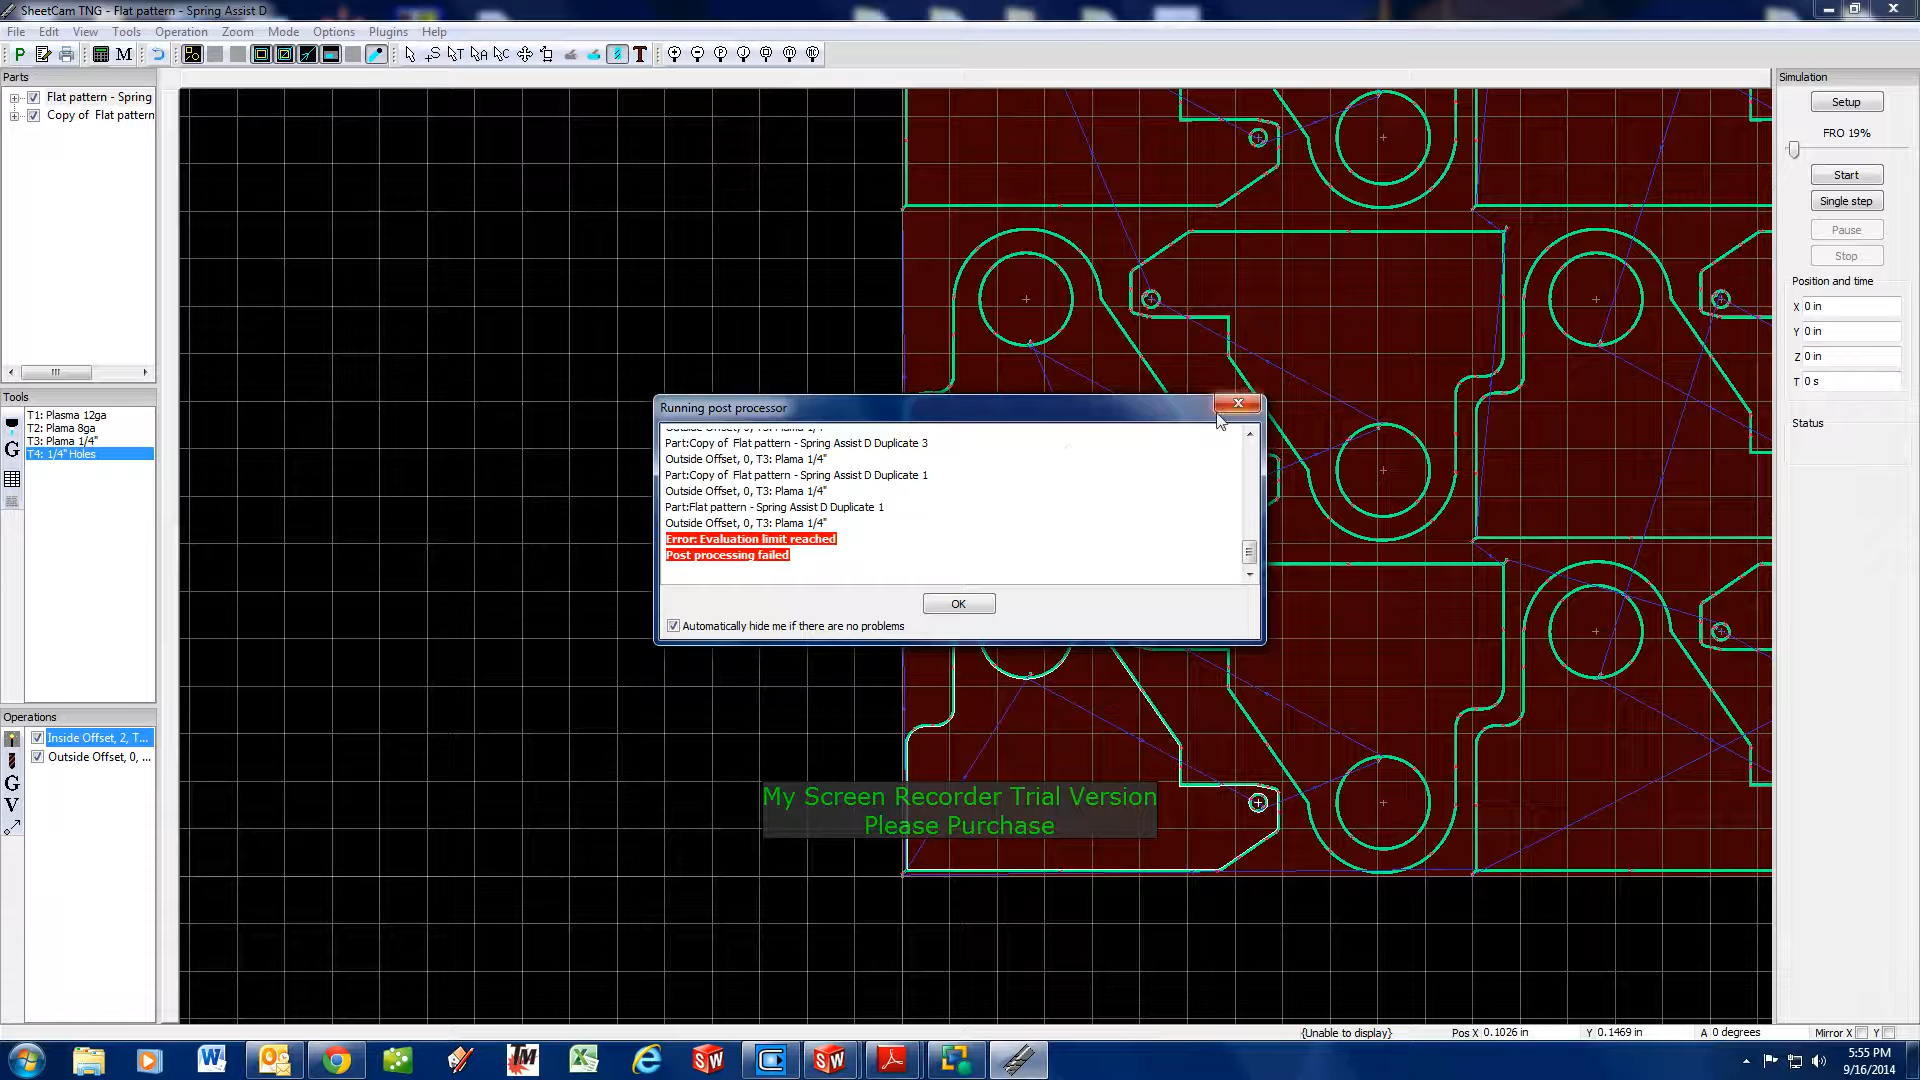 SheetCam TNG - Flat pattern - Spring Assist D
File Edit View Tools Operation Zoom Mode Options Plugins Help
P M T
Parts
Flat pattern - Spring
Copy of Flat pattern
Tools
T1: Plasma 12ga
T2: Plama 8ga
T3: Plama 1/4"
T4: 1/4" Holes
G
Operations
Inside Offset, 2, T...
Outside Offset, 0, ...
G
V
Running post processor
Outside Offset, 0, T3: Plama 1/4"
Part:Copy of Flat pattern - Spring Assist D Duplicate 3
Outside Offset, 0, T3: Plama 1/4"
Part:Copy of Flat pattern - Spring Assist D Duplicate 1
Outside Offset, 0, T3: Plama 1/4"
Part:Flat pattern - Spring Assist D Duplicate 1
Outside Offset, 0, T3: Plama 1/4"
Error: Evaluation limit reached
Post processing failed
OK
Automatically hide me if there are no problems
My Screen Recorder Trial Version
Please Purchase
Simulation
Setup
FRO 19%
Start
Single step
Pause
Stop
Position and time
X 0 in
Y 0 in
Z 0 in
T 0 s
Status
{Unable to display} Pos X 0.1026 in Y 0.1469 in A 0 degrees Mirror X Y
5:55 PM
9/16/2014